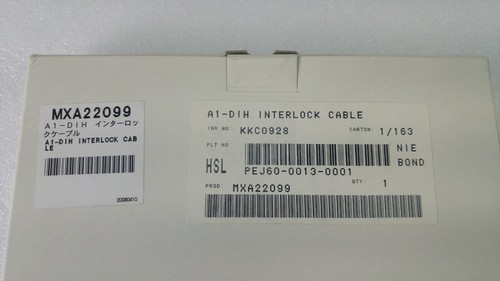 MXA22099
A1-DIH インターロッ
クケーブル
A1-DIH INTERLOCK CAB
LE
20080410
A1-DIH INTERLOCK CABLE
INV NO: KKC0928 CARTON: 1/163
PLT NO NIE
BOND
HSL PEJ60-0013-0001
PROD: MXA22099 QTY: 1